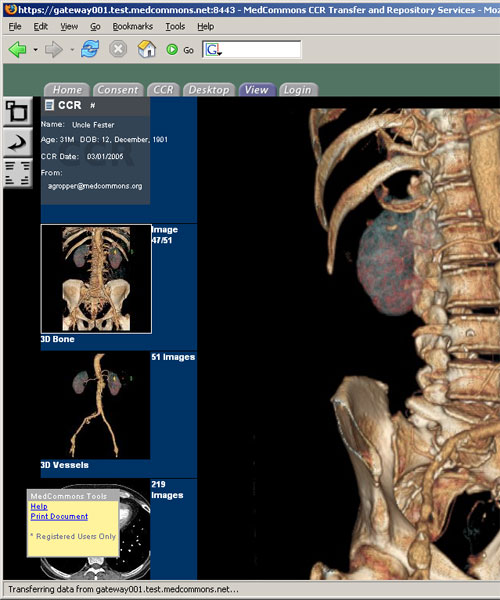 https://gateway001.test.medcommons.net:8443 - MedCommons CCR Transfer and Repository Services - Moz
File Edit View Go Bookmarks Tools Help
Go G
Home Consent CCR Desktop View Login
CCR #
Name: Uncle Fester
Age: 31M DOB: 12, December, 1901
CCR Date: 03/01/2005
From:
agropper@medcommons.org
Image
47/51
3D Bone
51 Images
3D Vessels
219
Images
MedCommons Tools
Help
Print Document
* Registered Users Only
Transferring data from gateway001.test.medcommons.net...